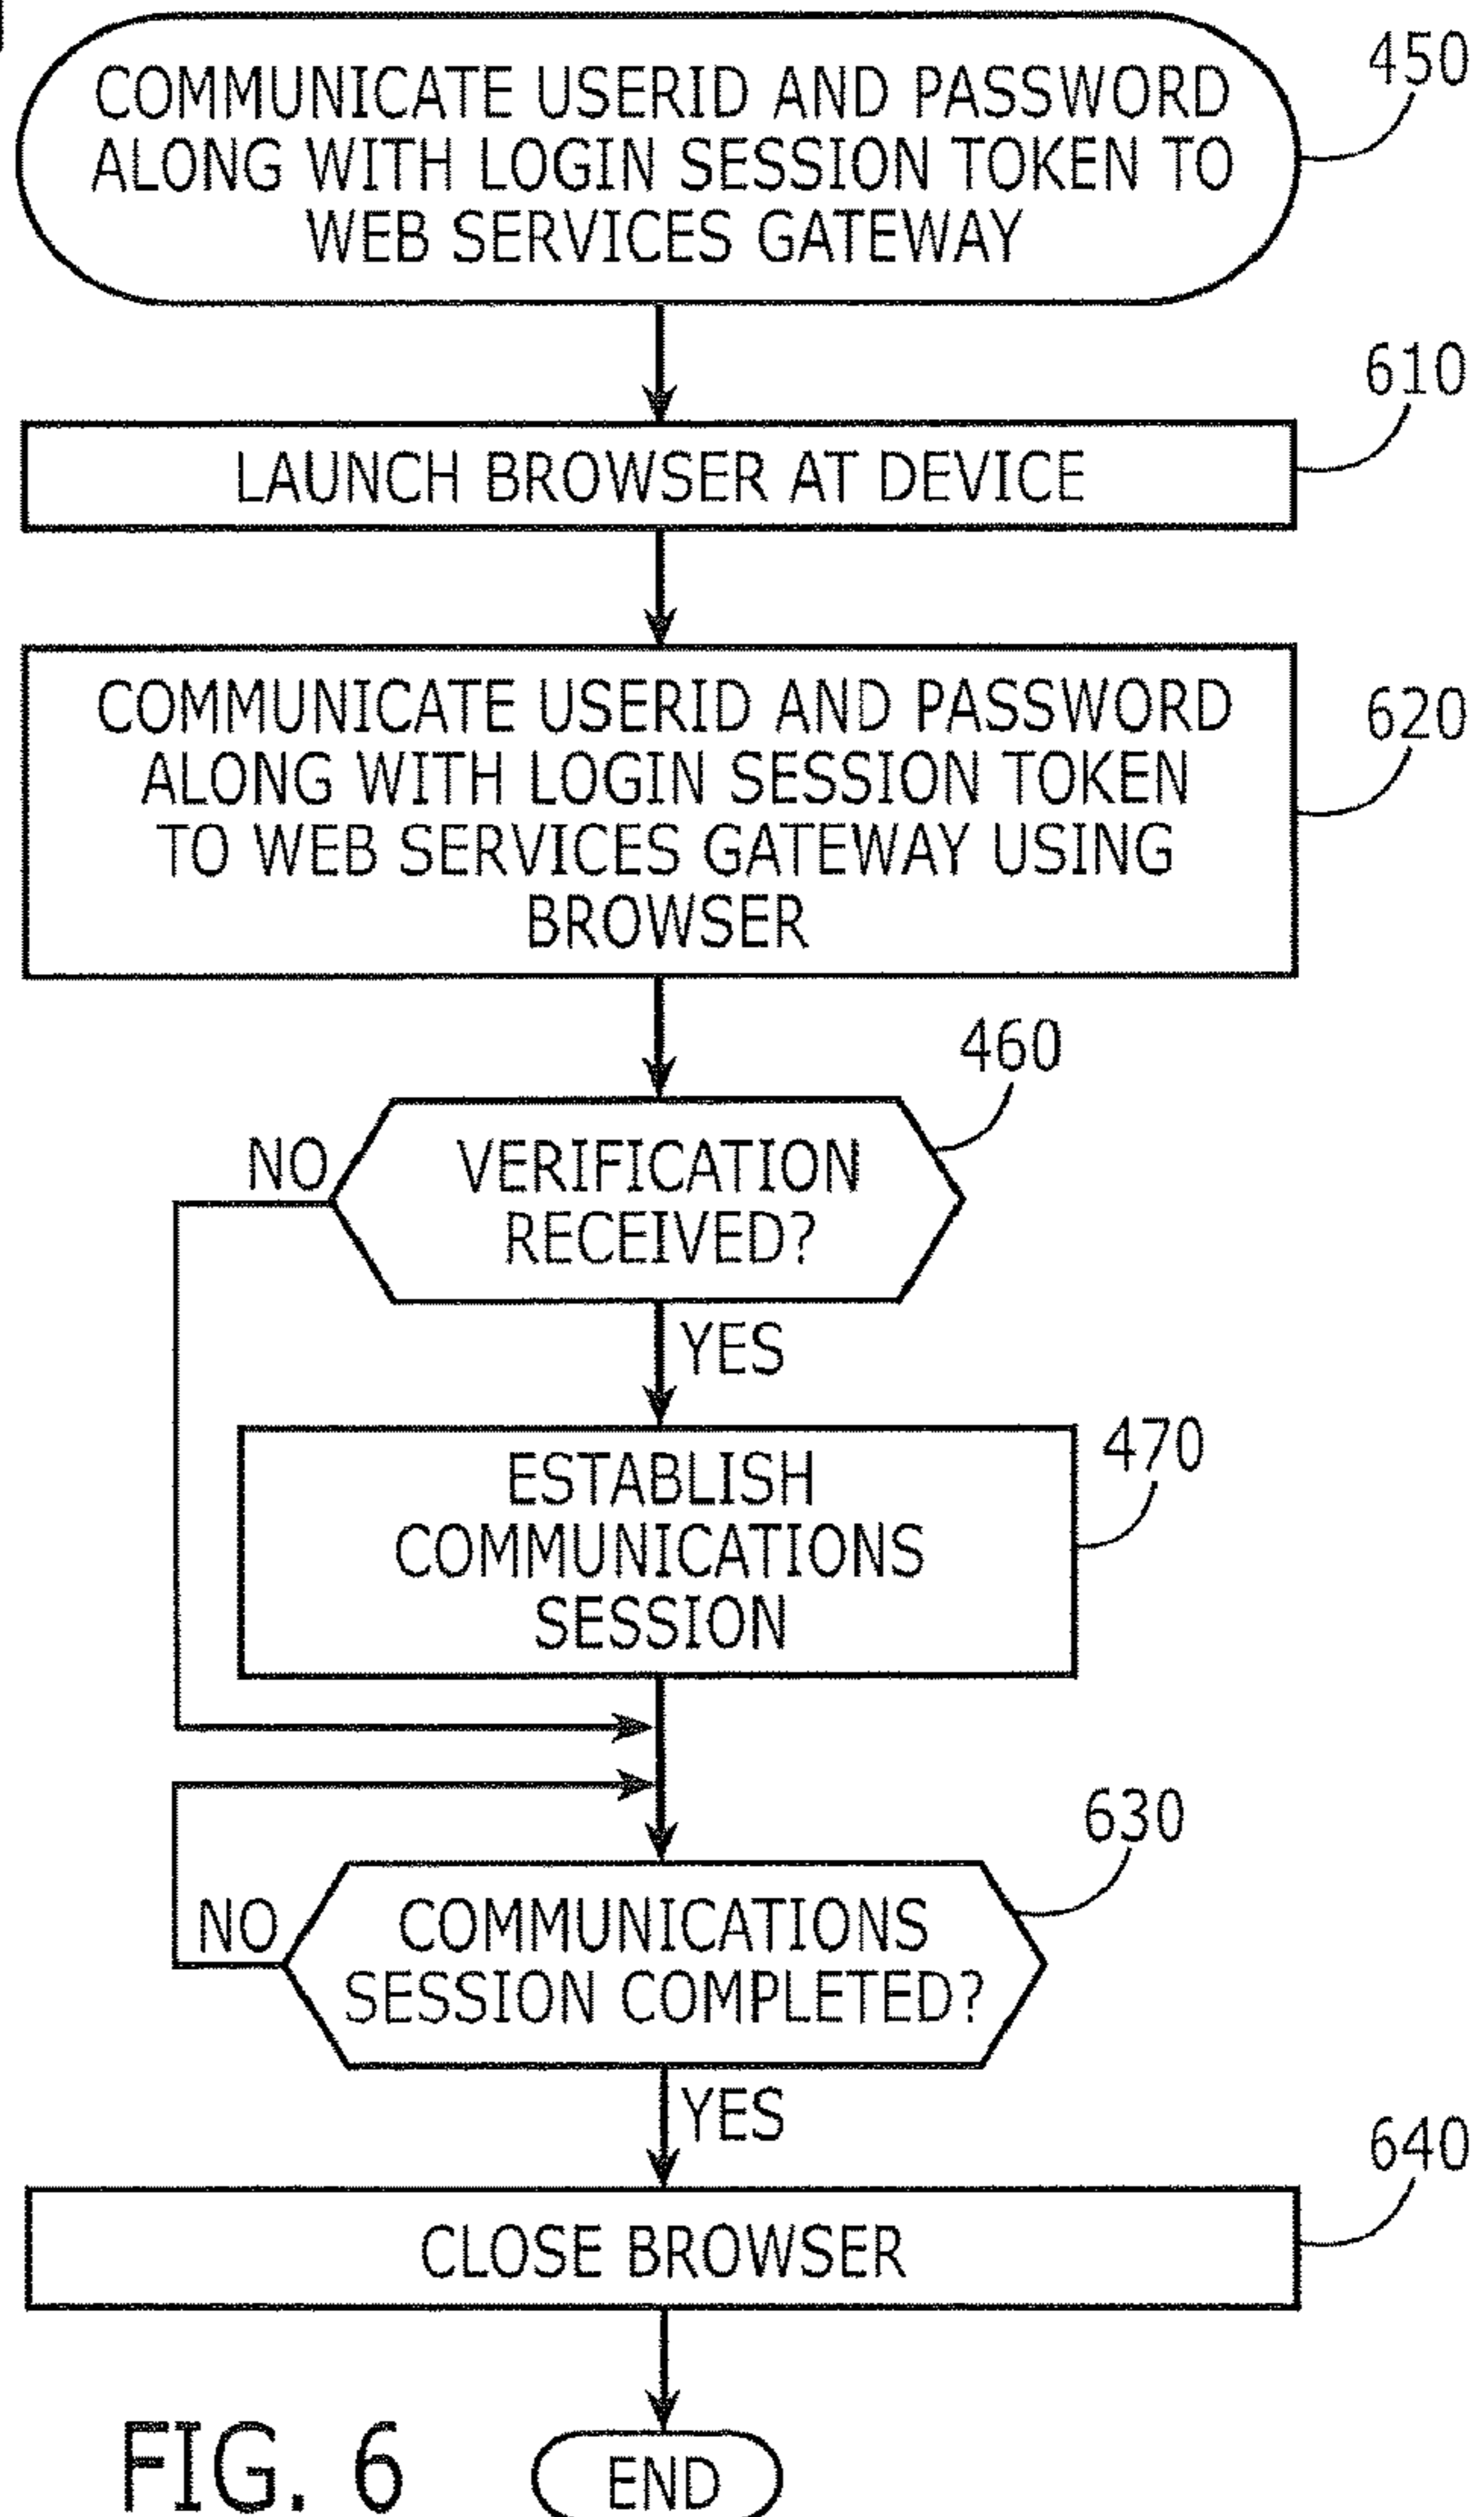 COMMUNICATE USERID AND PASSWORD
ALONG WITH LOGIN SESSION TOKEN TO
WEB SERVICES GATEWAY
450
610
LAUNCH BROWSER AT DEVICE
COMMUNICATE USERID AND PASSWORD
ALONG WITH LOGIN SESSION TOKEN
TO WEB SERVICES GATEWAY USING
BROWSER
620
460
NO
VERIFICATION
RECEIVED?
YES
470
ESTABLISH
COMMUNICATIONS
SESSION
630
NO
COMMUNICATIONS
SESSION COMPLETED?
YES
640
CLOSE BROWSER
FIG. 6
END